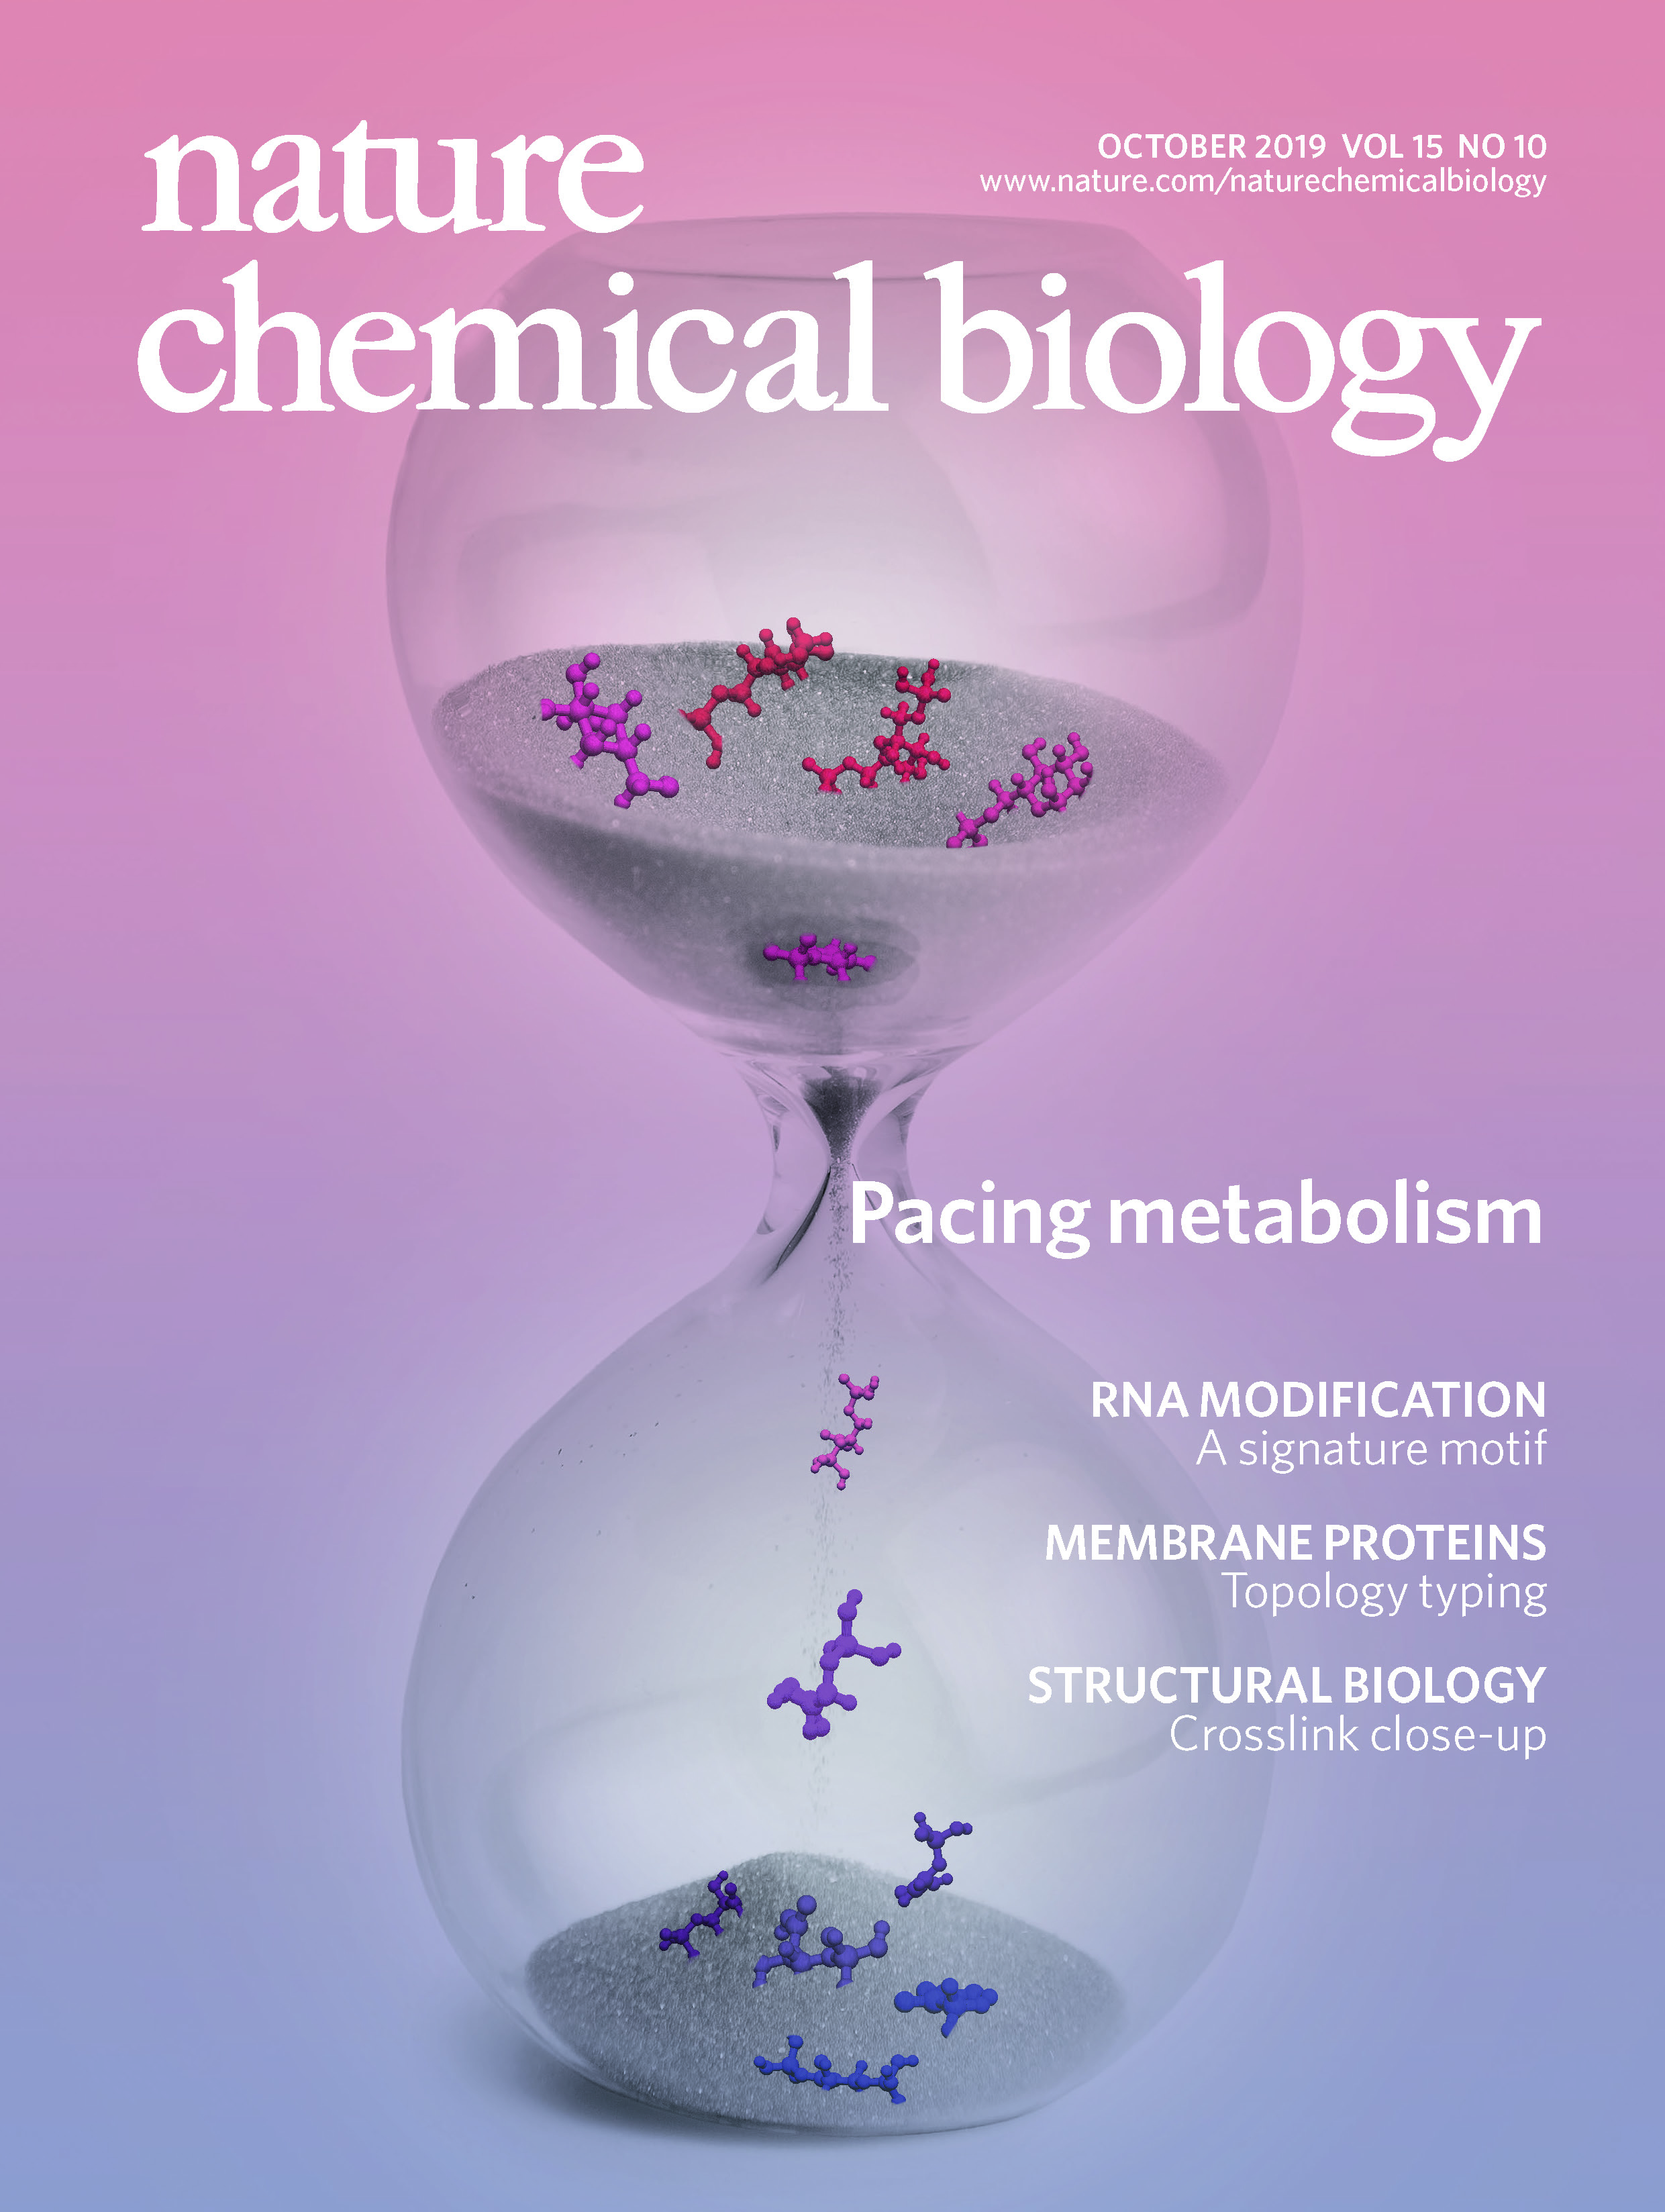 nature
OCTOBER 2019 VOL 15 NO 10
www.nature.com/naturechemicalbiology
chemical biology
Pacing metabolism
RNA MODIFICATION
A signature motif
MEMBRANE PROTEINS
Topology typing
STRUCTURAL BIOLOGY
Crosslink close-up